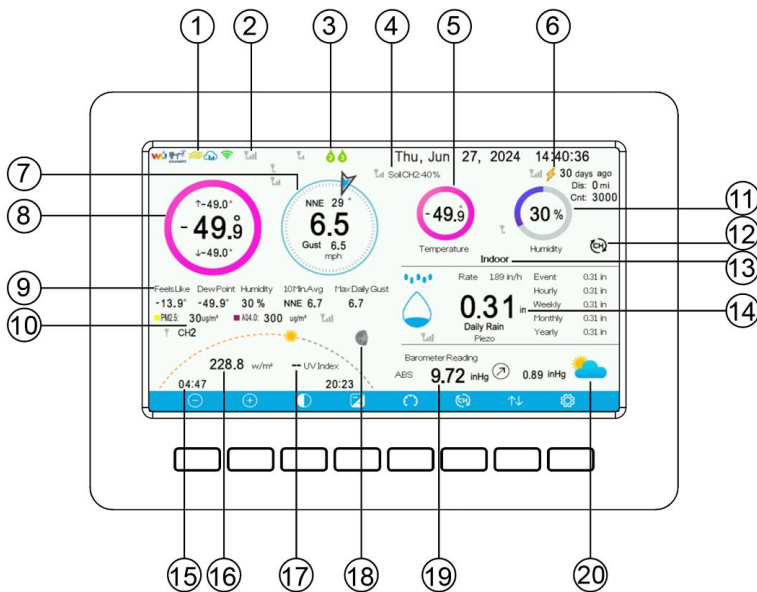 1 2 3 4 5 6
7
8
9
10
11
12
13
14
wu
Thu, Jun 27, 2024 14:40:36
Soil CH2:40%
30 days ago
Dis: 0 mi
Cnt: 3000
↑-49.0°
-49.9°
↓-49.0°
NNE 29°
6.5
Gust 6.5
mph
-49.9°
Temperature
30 %
Humidity
CH
Indoor
Feels Like Dew Point Humidity 10 Min.Avg Max Daily Gust
-13.9° -49.9° 30 % NNE 6.7 6.7
PM2.5: 30ug/m³ AQ4.0: 300 ug/m³
CH2
228.8 w/m² -- UV Index
04:47 20:23
Rate 1.89 in/h
0.31 in
Daily Rain
Piezo
Event 0.31 in
Hourly 0.31 in
Weekly 0.31 in
Monthly 0.31 in
Yearly 0.31 in
Barometer Reading
ABS 9.72 inHg 0.89 inHg
CH
15 16 17 18 19 20